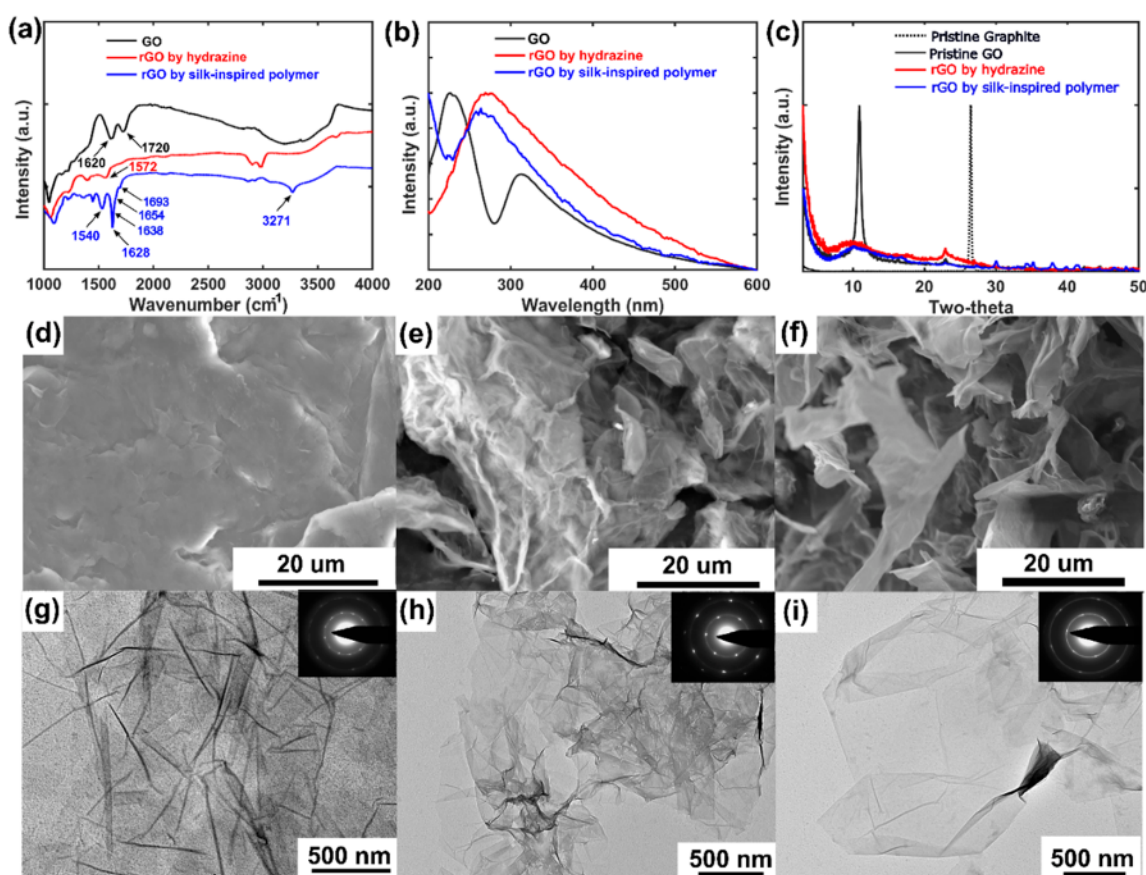 (a)
GO
rGO by hydrazine
rGO by silk-inspired polymer
Intensity (a.u.)
1620
1720
1572
1693
1654
1638
1540
1628
3271
1000 1500 2000 2500 3000 3500 4000
Wavenumber (cm⁻¹)
(b)
GO
rGO by hydrazine
rGO by silk-inspired polymer
Intensity (a.u.)
200 300 400 500 600
Wavelength (nm)
(c)
Pristine Graphite
Pristine GO
rGO by hydrazine
rGO by silk-inspired polymer
Intensity (a.u.)
10 20 30 40 50
Two-theta
(d)
20 um
(e)
20 um
(f)
20 um
(g)
500 nm
(h)
500 nm
(i)
500 nm